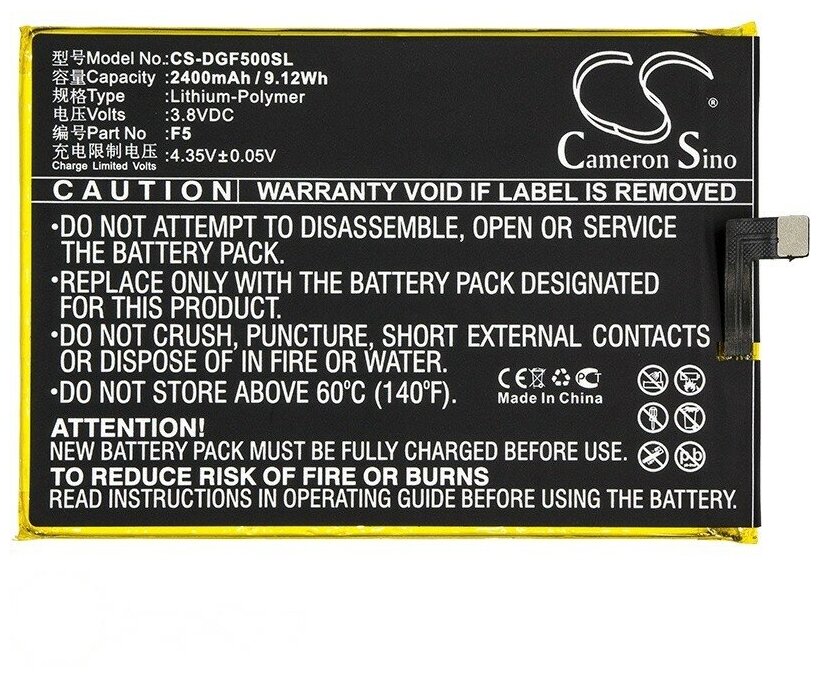 型号Model No.:CS-DGF500SL
容量Capacity :2400mAh / 9.12Wh
规格Type :Lithium-Polymer
电压Volts :3.8VDC
编号Part No :F5
充电限制电压 :4.35V±0.05V
Charge Limited Volts
®
Cameron Sino
CAUTION WARRANTY VOID IF LABEL IS REMOVED
•DO NOT ATTEMPT TO DISASSEMBLE, OPEN OR SERVICE
THE BATTERY PACK.
•REPLACE ONLY WITH THE BATTERY PACK DESIGNATED
FOR THIS PRODUCT.
•DO NOT CRUSH, PUNCTURE, SHORT EXTERNAL CONTACTS
OR DISPOSE OF IN FIRE OR WATER.
•DO NOT STORE ABOVE 60ºC (140ºF).
CE PCT
Made In China
ATTENTION!
NEW BATTERY PACK MUST BE FULLY CHARGED BEFORE USE.
Pb
TO REDUCE RISK OF FIRE OR BURNS
READ INSTRUCTIONS IN OPERATING GUIDE BEFORE USING THE BATTERY.